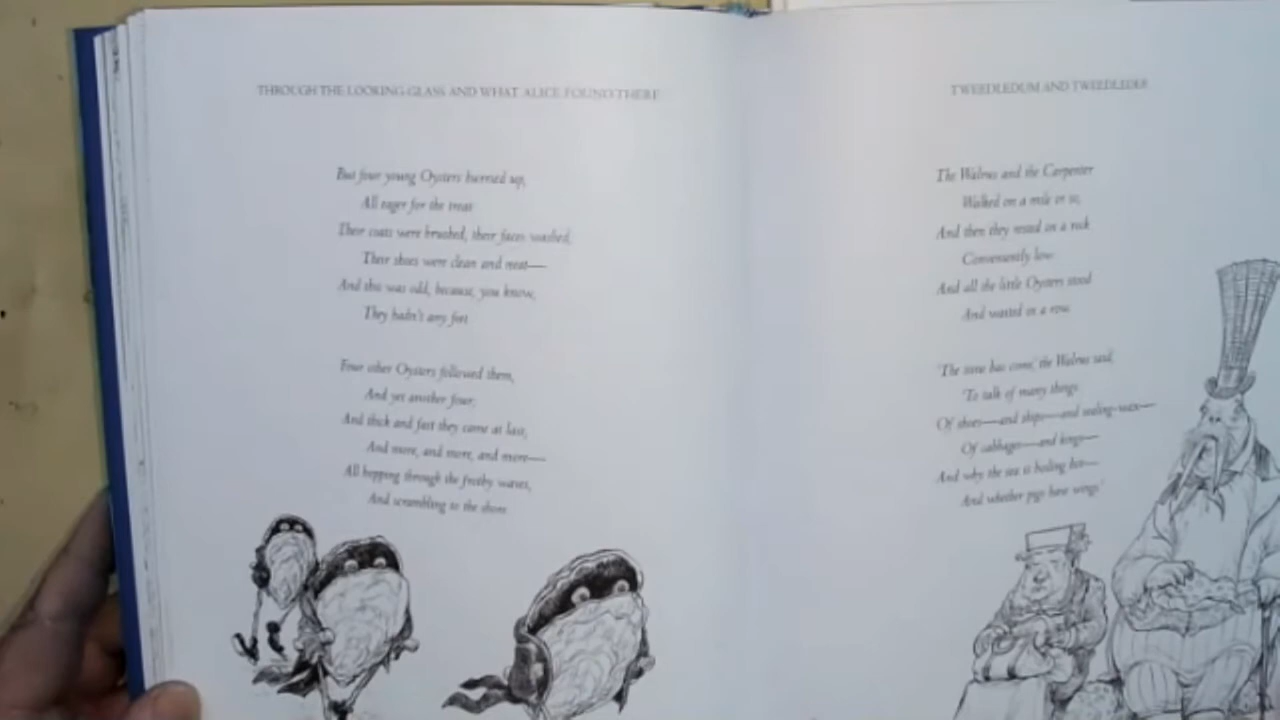 THROUGH THE LOOKING-GLASS AND WHAT ALICE FOUND THERE
But four young Oysters hurried up,
All eager for the treat:
Their coats were brushed, their faces washed,
Their shoes were clean and neat—
And this was odd, because, you know,
They hadn't any feet.
Four other Oysters followed them,
And yet another four;
And thick and fast they came at last,
And more, and more, and more—
All hopping through the frothy waves,
And scrambling to the shore.
TWEEDLEDUM AND TWEEDLEDEE
The Walrus and the Carpenter
Walked on a mile or so,
And then they rested on a rock
Conveniently low:
And all the little Oysters stood
And waited in a row.
'The time has come,' the Walrus said,
'To talk of many things:
Of shoes—and ships—and sealing-wax—
Of cabbages—and kings—
And why the sea is boiling hot—
And whether pigs have wings.'